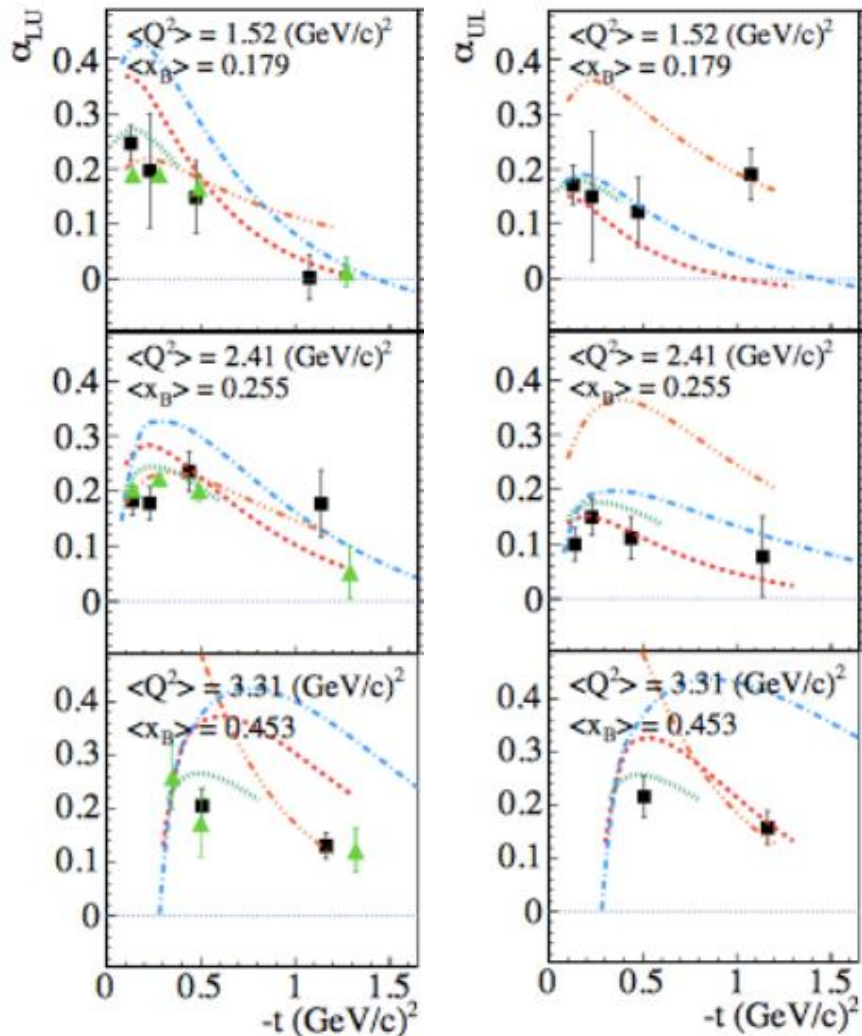 α_LU
<Q²> = 1.52 (GeV/c)²
<x_B> = 0.179
0.4
0.3
0.2
0.1
0
<Q²> = 2.41 (GeV/c)²
<x_B> = 0.255
0.4
0.3
0.2
0.1
0
<Q²> = 3.31 (GeV/c)²
<x_B> = 0.453
0.4
0.3
0.2
0.1
0
0 0.5 1 1.5
-t (GeV/c)²
α_UL
<Q²> = 1.52 (GeV/c)²
<x_B> = 0.179
0.4
0.3
0.2
0.1
0
<Q²> = 2.41 (GeV/c)²
<x_B> = 0.255
0.4
0.3
0.2
0.1
0
<Q²> = 3.31 (GeV/c)²
<x_B> = 0.453
0.4
0.3
0.2
0.1
0
0 0.5 1 1.5
-t (GeV/c)²